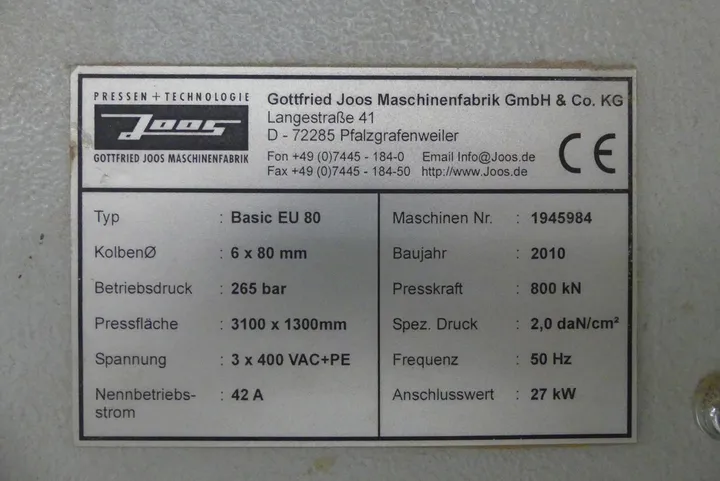 PRESSEN + TECHNOLOGIE
Joos
GOTTFRIED JOOS MASCHINENFABRIK
Gottfried Joos Maschinenfabrik GmbH & Co. KG
Langestraße 41
D - 72285 Pfalzgrafenweiler
Fon +49 (0)7445 - 184-0 Email Info@Joos.de
Fax +49 (0)7445 - 184-50 http://www.Joos.de
CE
Typ : Basic EU 80
KolbenØ : 6 x 80 mm
Betriebsdruck : 265 bar
Pressfläche : 3100 x 1300mm
Spannung : 3 x 400 VAC+PE
Nennbetriebs- : 42 A
strom
Maschinen Nr. : 1945984
Baujahr : 2010
Presskraft : 800 kN
Spez. Druck : 2,0 daN/cm²
Frequenz : 50 Hz
Anschlusswert : 27 kW